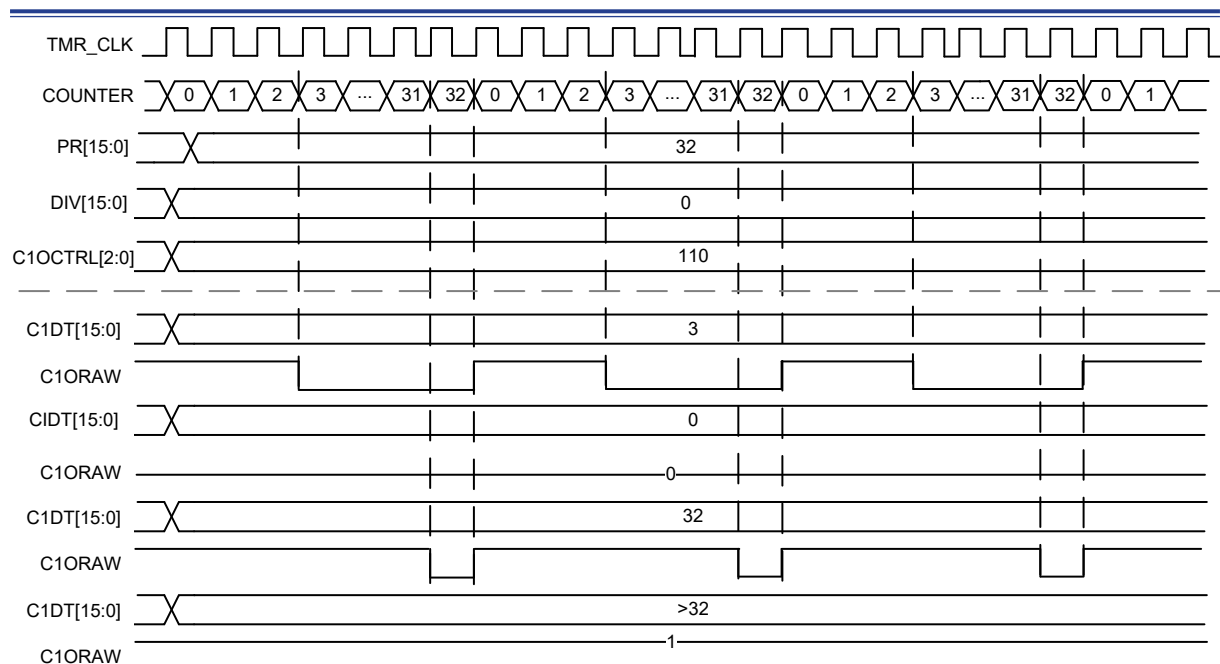 TMR_CLK
COUNTER 0 1 2 3 ... 31 32 0 1 2 3 ... 31 32 0 1 2 3 ... 31 32 0 1
PR[15:0] 32
DIV[15:0] 0
C1OCTRL[2:0] 110
C1DT[15:0] 3
C1ORAW
CIDT[15:0] 0
C1ORAW 0
C1DT[15:0] 32
C1ORAW
C1DT[15:0] >32
C1ORAW 1